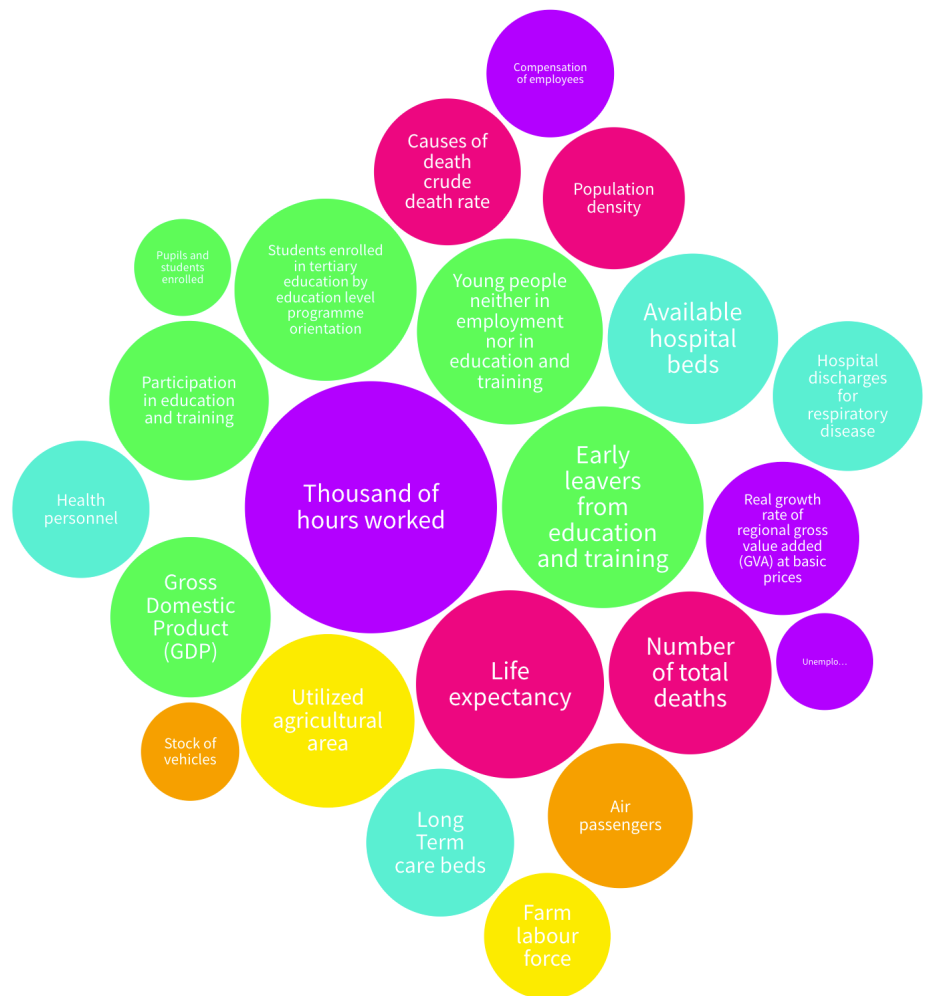 Compensation
of employees
Causes of
death
crude
death rate
Population
density
Pupils and
students
enrolled
Students enrolled
in tertiary
education by
education level
programme
orientation
Young people
neither in
employment
nor in
education and
training
Available
hospital
beds
Hospital
discharges
for
respiratory
disease
Participation
in education
and training
Health
personnel
Thousand of
hours worked
Early
leavers
from
education
and training
Real growth
rate of
regional gross
value added
(GVA) at basic
prices
Gross
Domestic
Product
(GDP)
Utilized
agricultural
area
Life
expectancy
Number
of total
deaths
Unemplo...
Stock of
vehicles
Long
Term
care beds
Air
passengers
Farm
labour
force